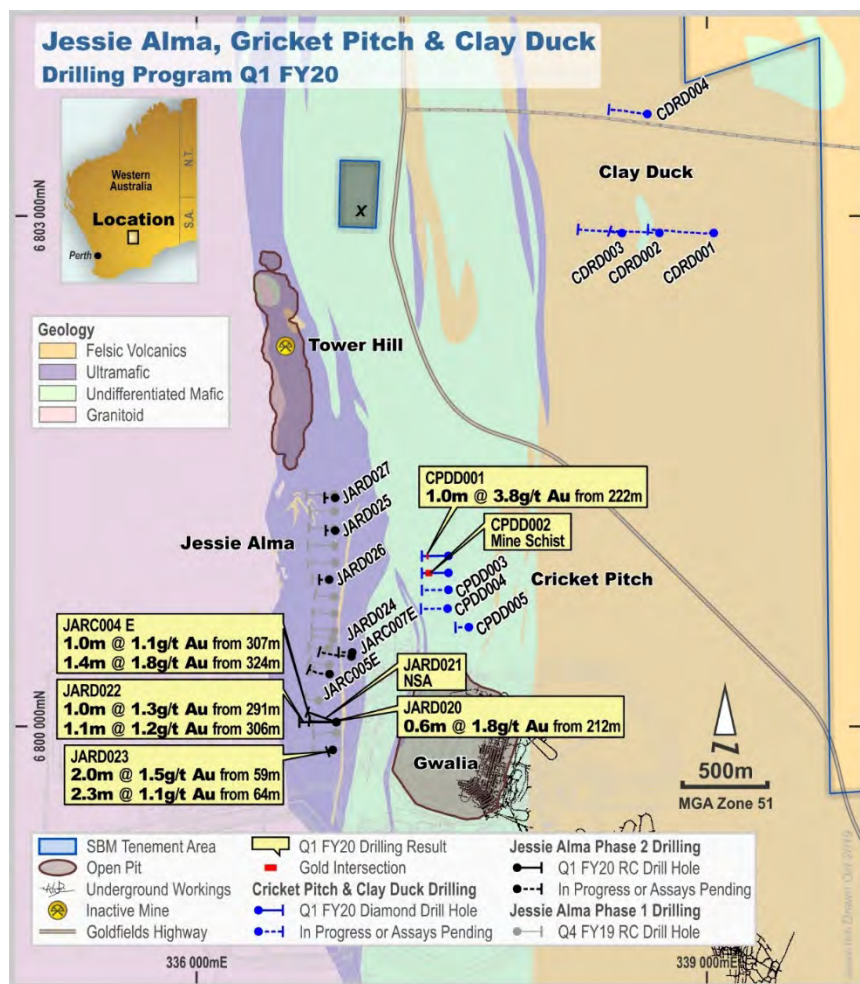 Jessie Alma, Gricket Pitch & Clay Duck
Drilling Program Q1 FY20
CDRD004
Western
Australia
N.T.
S.A.
Location
Perth
6 803 000mN
X
Clay Duck
CDRD003
CDRD002
CDRD001
Geology
Felsic Volcanics
Ultramafic
Undifferentiated Mafic
Granitoid
Tower Hill
JARD027
JARD025
JARD026
Jessie Alma
CPDD001
1.0m @ 3.8g/t Au from 222m
CPDD002
Mine Schist
CPDD003
CPDD004
CPDD005
Cricket Pitch
JARD024
JARC007E
JARC005E
JARC004 E
1.0m @ 1.1g/t Au from 307m
1.4m @ 1.8g/t Au from 324m
JARD021
NSA
JARD022
1.0m @ 1.3g/t Au from 291m
1.1m @ 1.2g/t Au from 306m
JARD020
0.6m @ 1.8g/t Au from 212m
6 800 000mN
JARD023
2.0m @ 1.5g/t Au from 59m
2.3m @ 1.1g/t Au from 64m
Gwalia
N
500m
MGA Zone 51
SBM Tenement Area
Open Pit
Underground Workings
Inactive Mine
Goldfields Highway
Q1 FY20 Drilling Result
Gold Intersection
Cricket Pitch & Clay Duck Drilling
Q1 FY20 Diamond Drill Hole
In Progress or Assays Pending
Jessie Alma Phase 2 Drilling
Q1 FY20 RC Drill Hole
In Progress or Assays Pending
Jessie Alma Phase 1 Drilling
Q4 FY19 RC Drill Hole
336 000mE
339 000mE